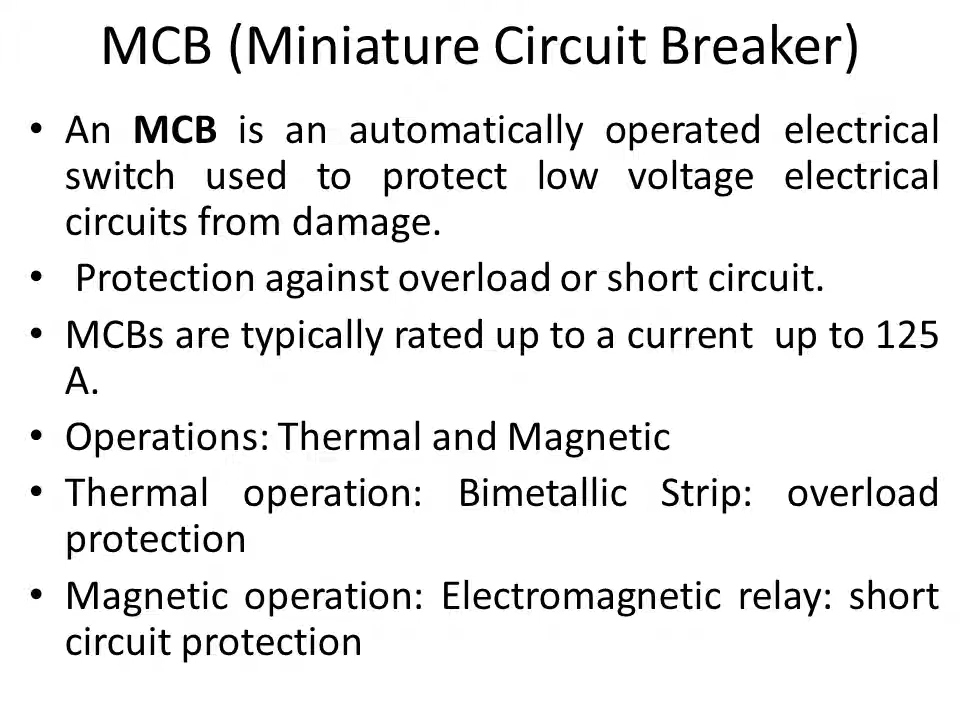 MCB (Miniature Circuit Breaker)
• An MCB is an automatically operated electrical
switch used to protect low voltage electrical
circuits from damage.
• Protection against overload or short circuit.
• MCBs are typically rated up to a current  up to 125
A.
• Operations: Thermal and Magnetic
• Thermal operation: Bimetallic Strip: overload
protection
• Magnetic operation: Electromagnetic relay: short
circuit protection